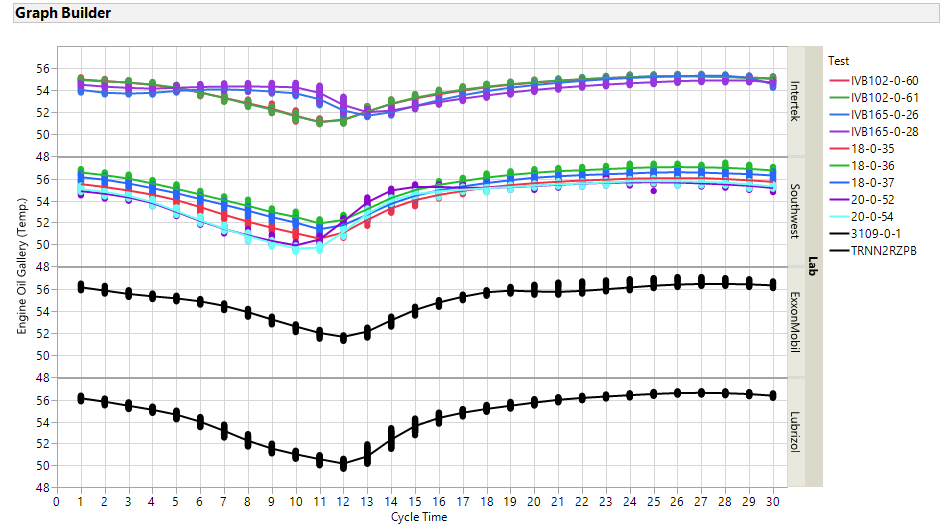 Graph Builder
Engine Oil Gallery (Temp.)
56
54
52
50
48
Intertek
56
54
52
50
48
Southwest
56
54
52
50
48
ExxonMobil
56
54
52
50
48
Lubrizol
Lab
0 1 2 3 4 5 6 7 8 9 10 11 12 13 14 15 16 17 18 19 20 21 22 23 24 25 26 27 28 29 30
Cycle Time
Test
IVB102-0-60
IVB102-0-61
IVB165-0-26
IVB165-0-28
18-0-35
18-0-36
18-0-37
20-0-52
20-0-54
3109-0-1
TRNN2RZPB